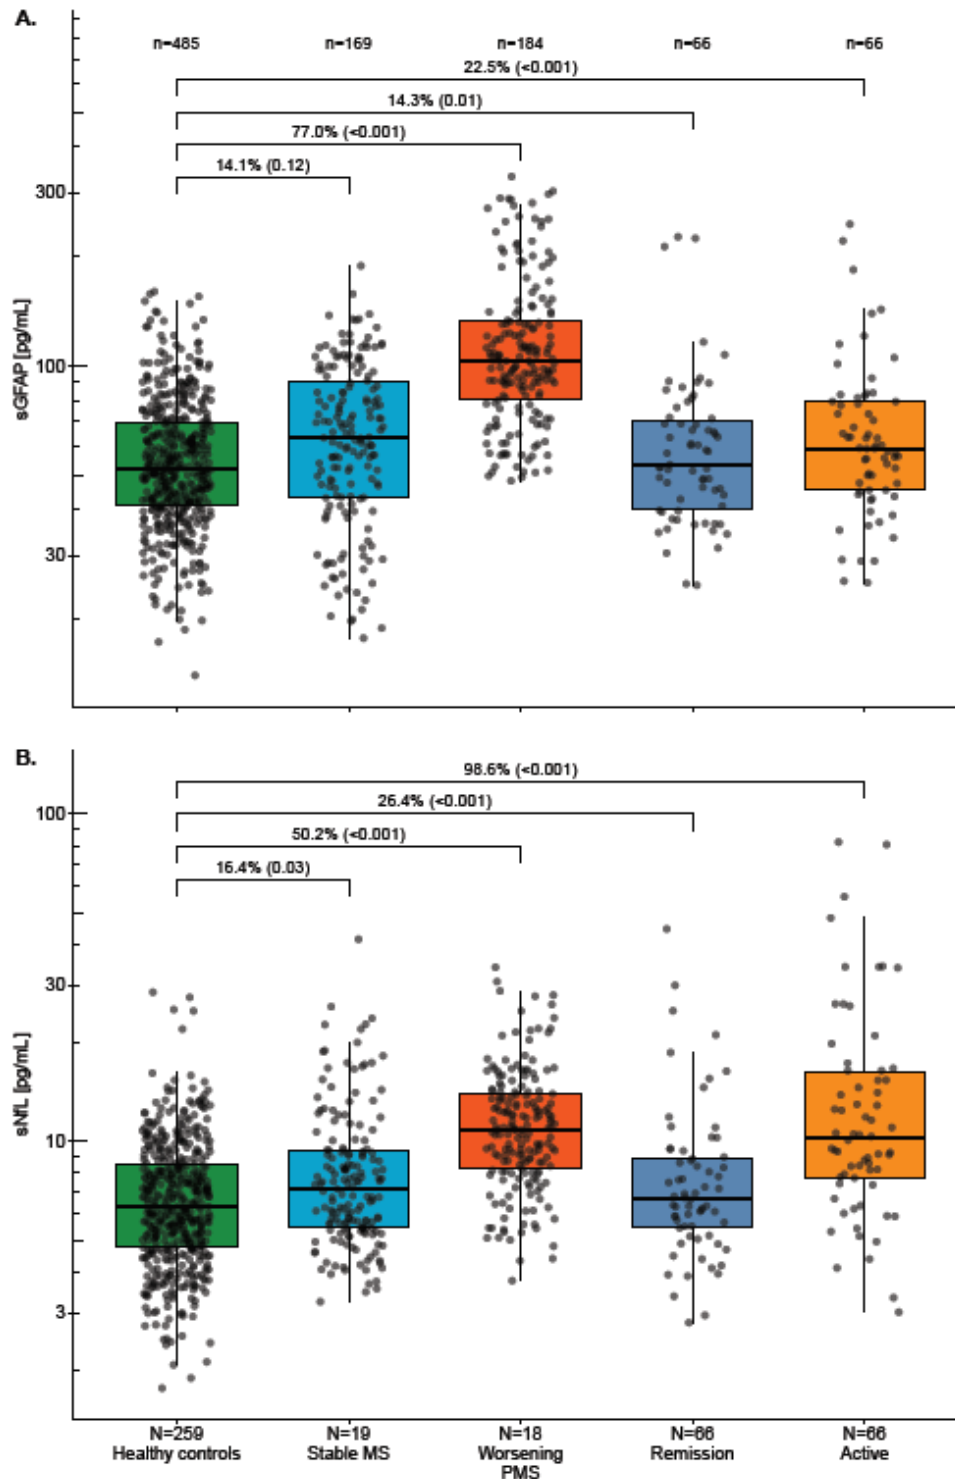 A.
n=485 n=169 n=184 n=66 n=66
22.5% (<0.001)
14.3% (0.01)
77.0% (<0.001)
14.1% (0.12)
300
100
30
sGFAP [pg/mL]
B.
98.6% (<0.001)
26.4% (<0.001)
50.2% (<0.001)
16.4% (0.03)
100
30
10
3
sNfL [pg/mL]
N=259 N=19 N=18 N=66 N=66
Healthy controls Stable MS Worsening Remission Active
PMS